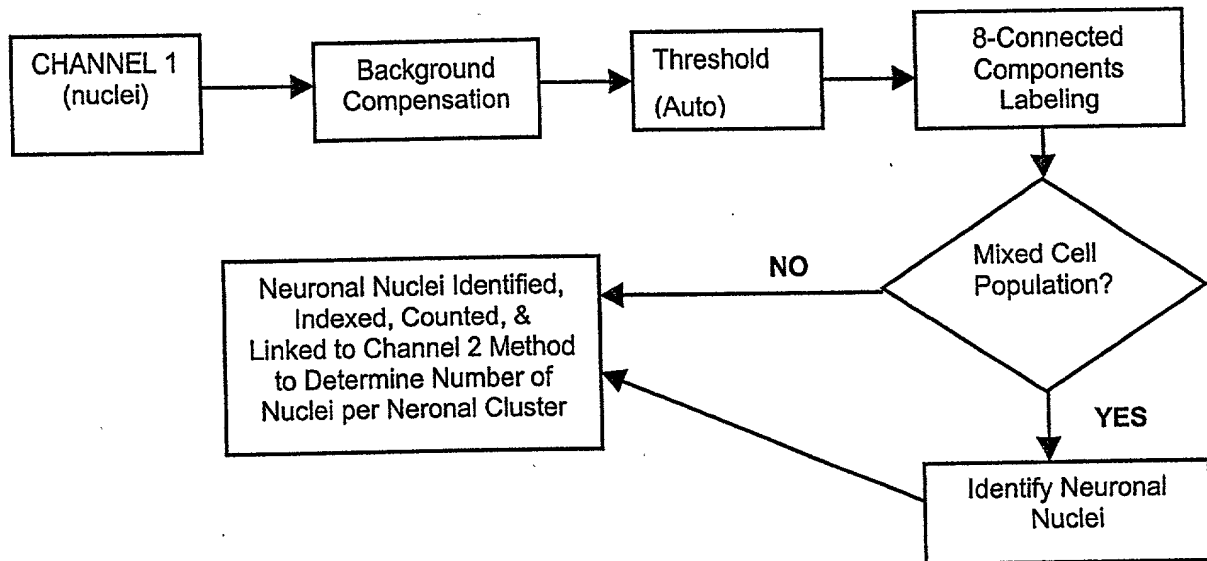 CHANNEL 1
(nuclei)
Background
Compensation
Threshold
(Auto)
8-Connected
Components
Labeling
Mixed Cell
Population?
NO
YES
Neuronal Nuclei Identified,
Indexed, Counted, &
Linked to Channel 2 Method
to Determine Number of
Nuclei per Neronal Cluster
Identify Neuronal
Nuclei